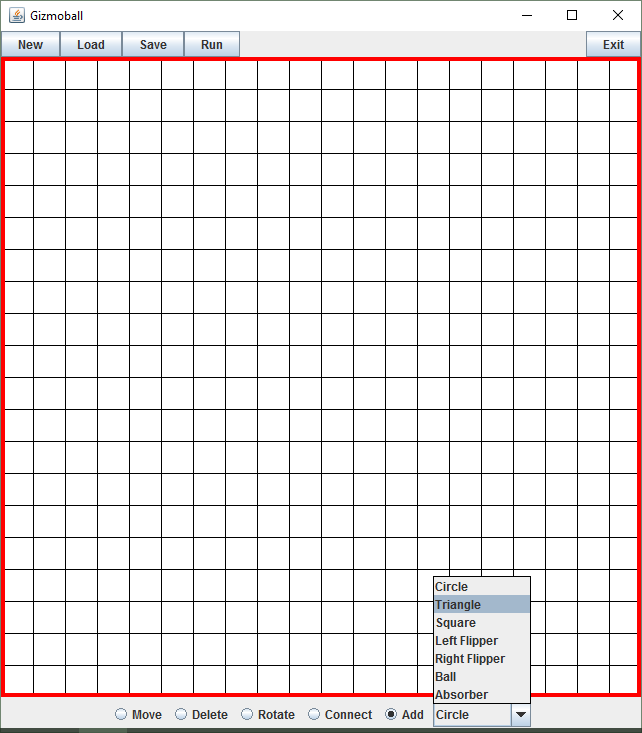 Gizmoball
New Load Save Run Exit
Circle
Triangle
Square
Left Flipper
Right Flipper
Ball
Absorber
Move Delete Rotate Connect Add Circle